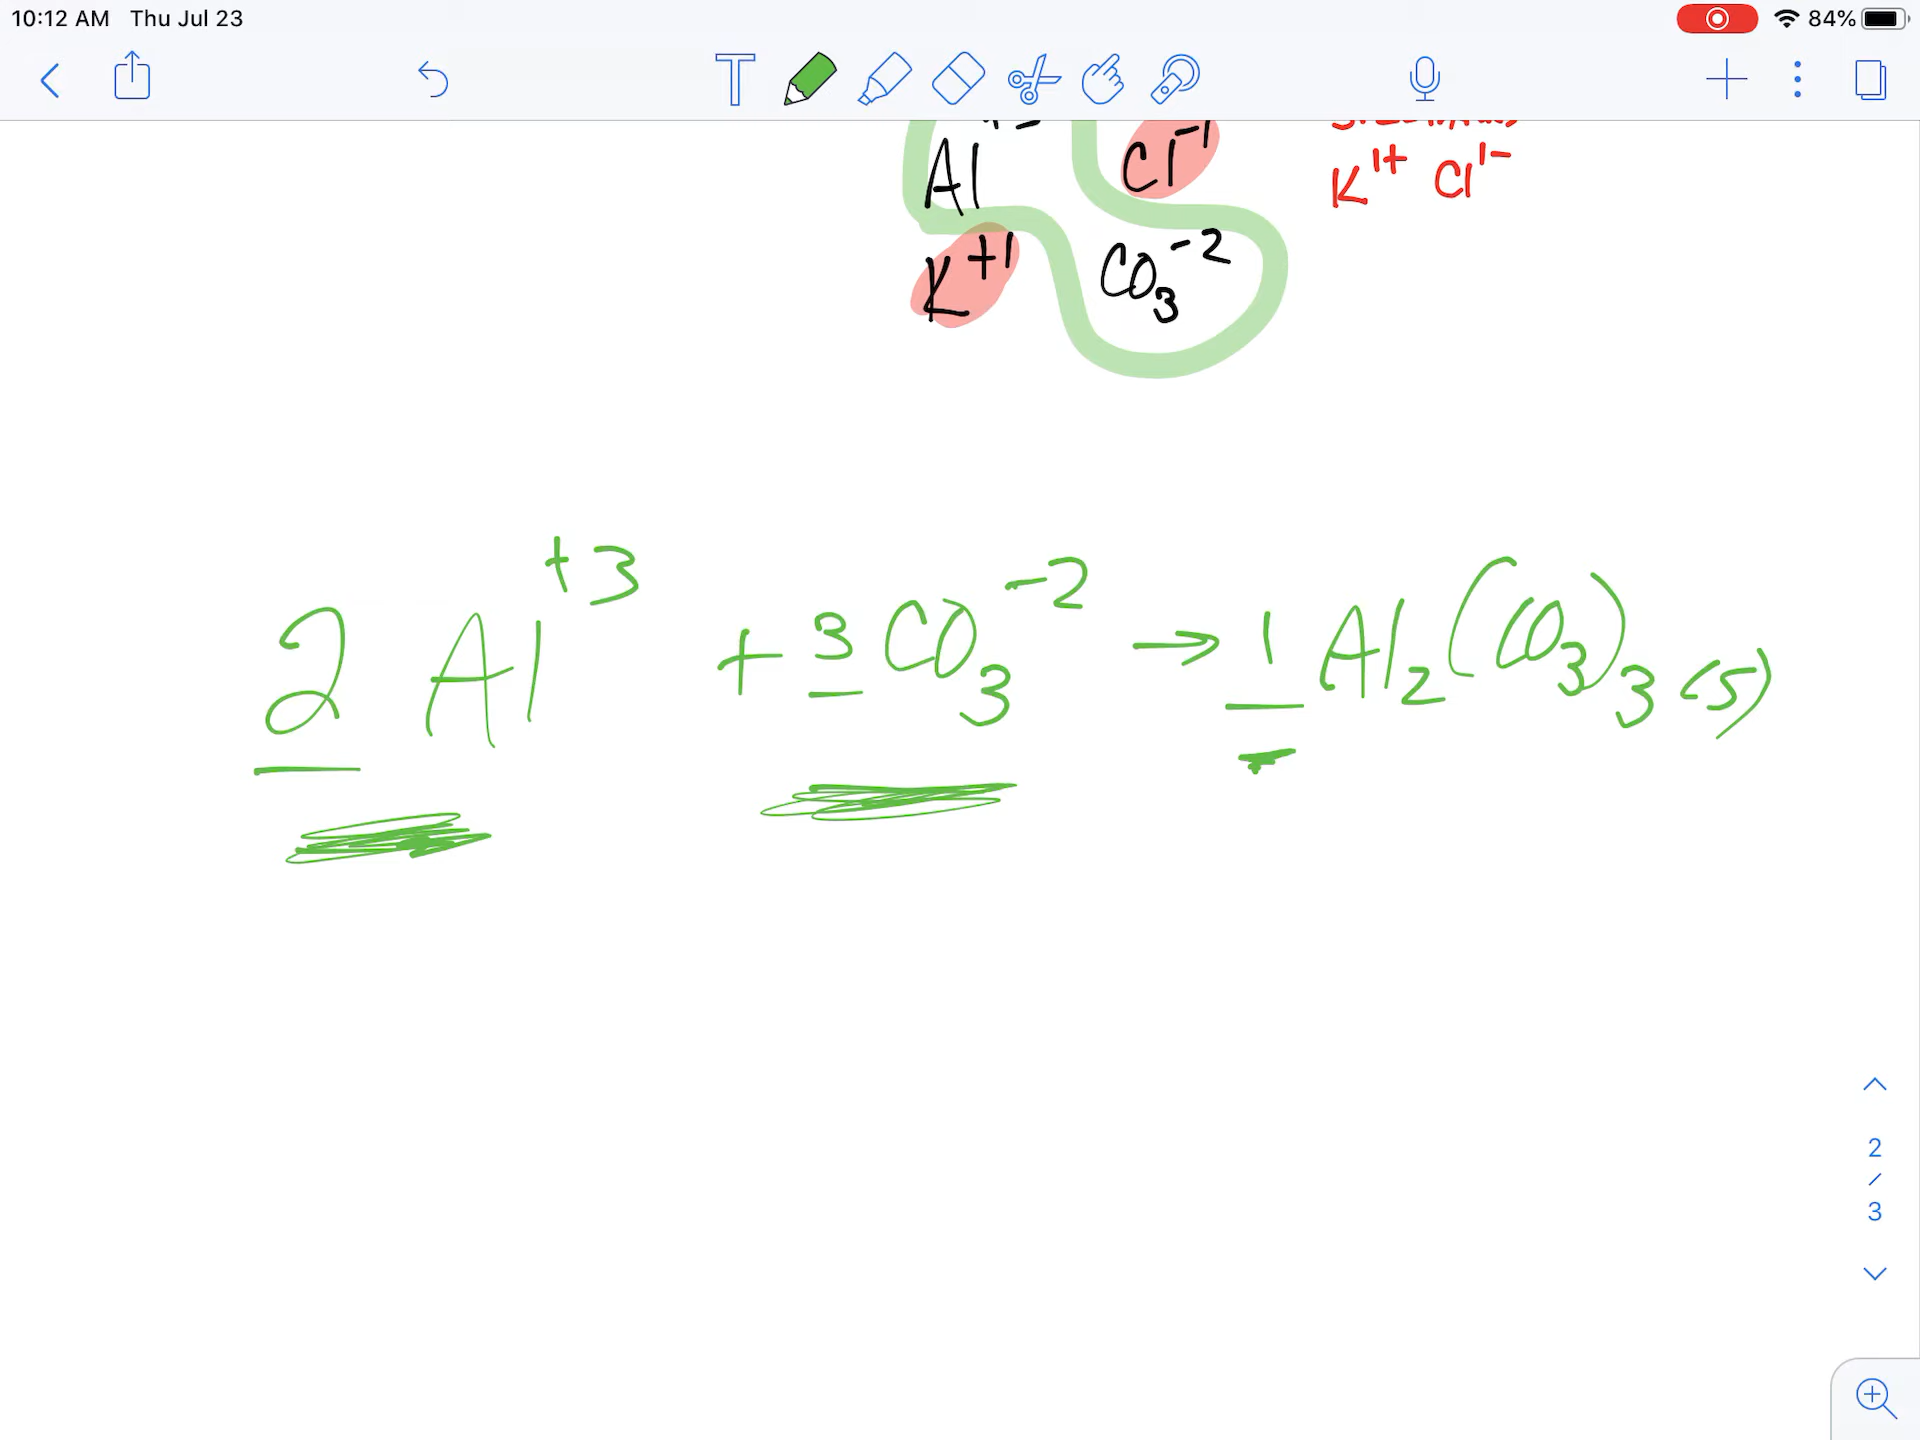 10:12 AM Thu Jul 23 84%
T
Al Cl⁻¹
K¹⁺ Cl¹⁻
K⁺¹ CO₃⁻²
2 Al⁺³ + 3 CO₃⁻² → 1 Al₂(CO₃)₃ (s)
2
/
3